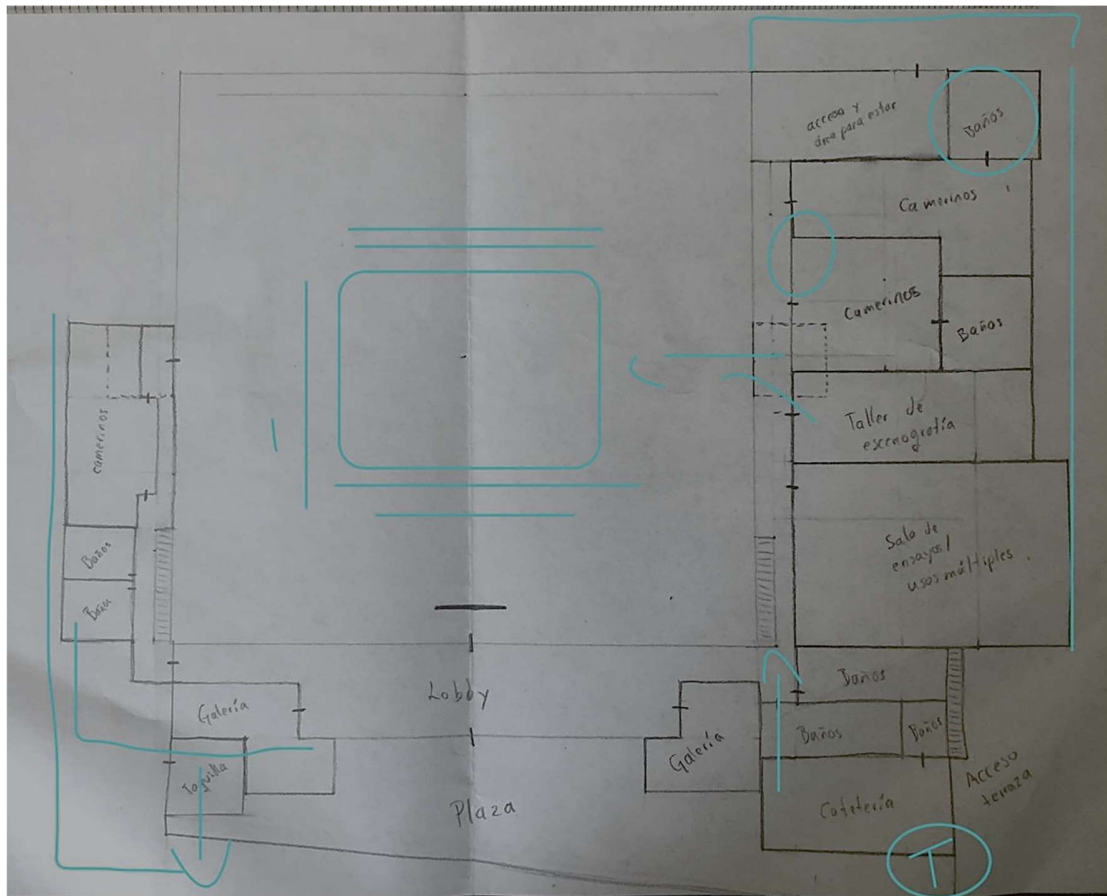 acceso y
área para estar
Baños
Camerinos
Camerinos
Baños
Taller de
escenografía
camerinos
Sala de
ensayos/
usos múltiples
Baños
Baños
Baños
Galería
Lobby
Baños
Baños
Galería
Taquilla
Plaza
Cafetería
Acceso
terraza
T